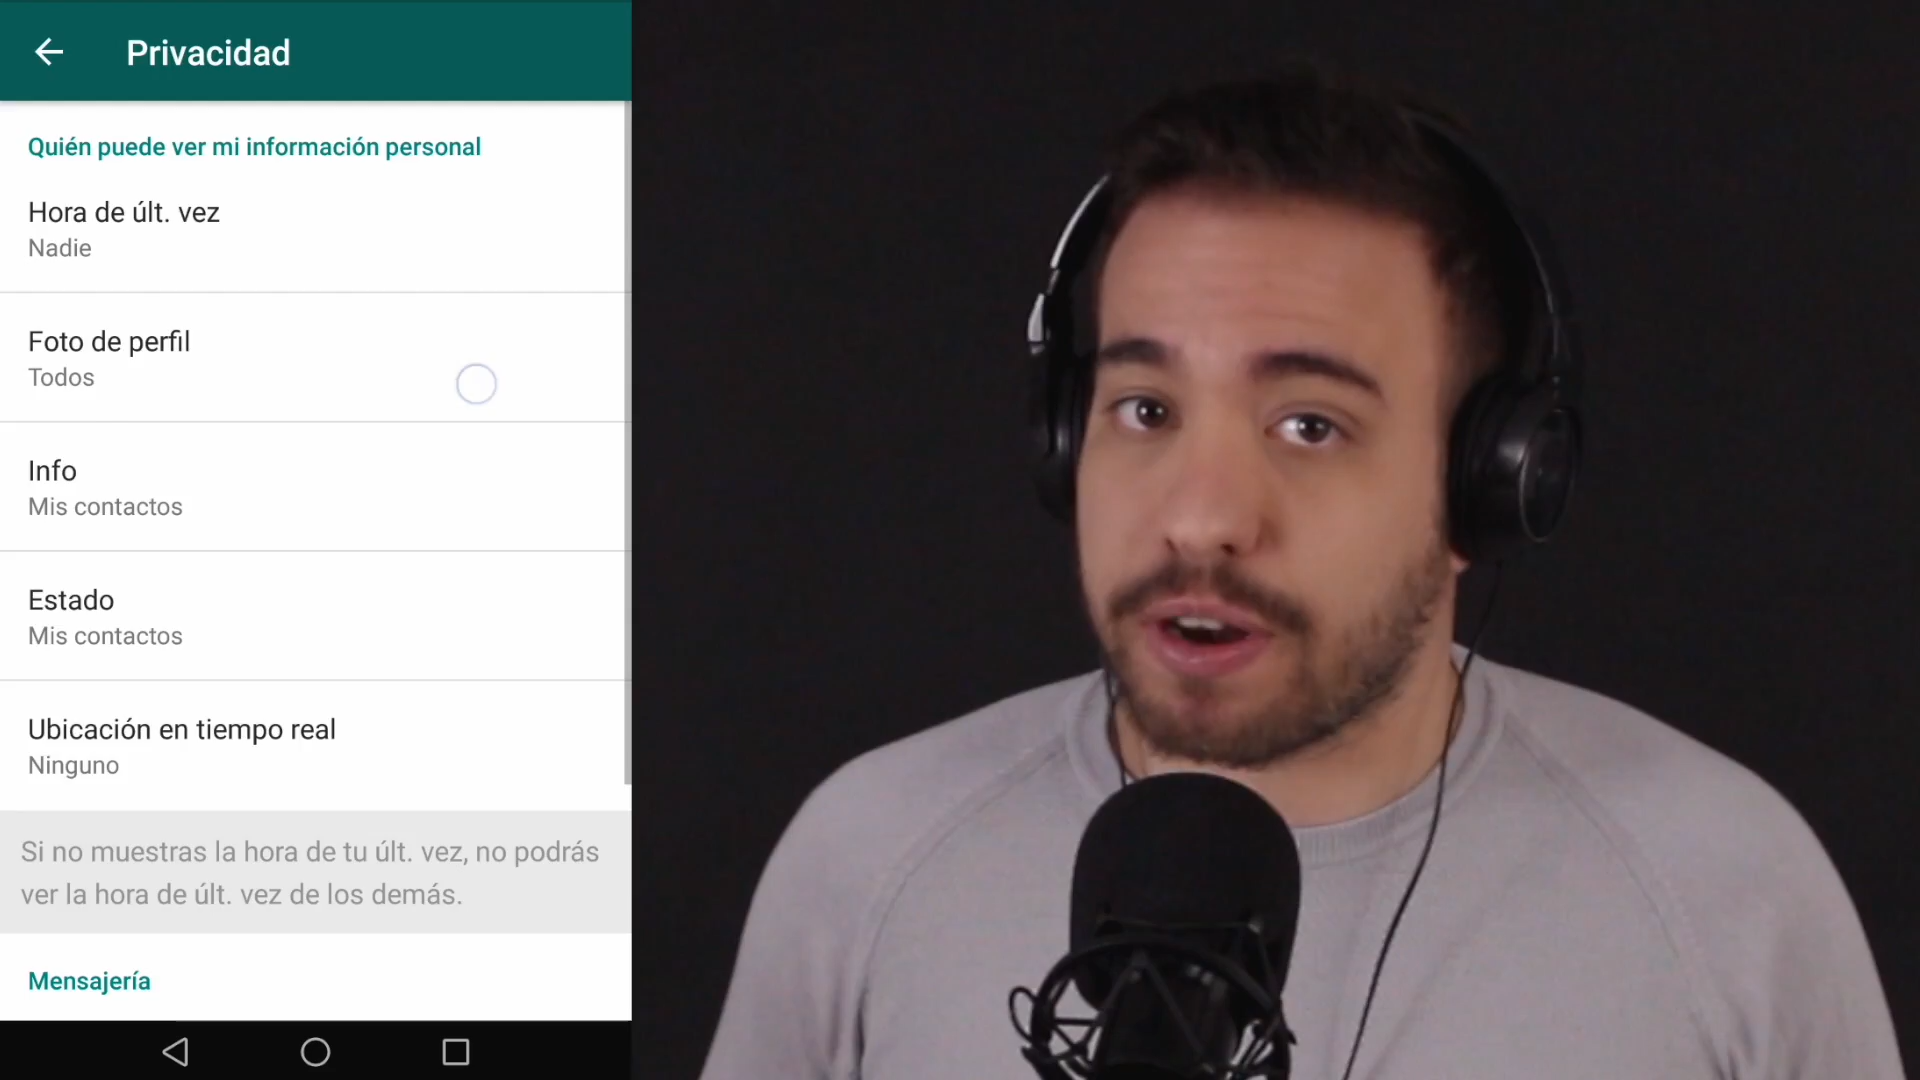 Privacidad
Quién puede ver mi información personal
Hora de últ. vez
Nadie
Foto de perfil
Todos
Info
Mis contactos
Estado
Mis contactos
Ubicación en tiempo real
Ninguno
Si no muestras la hora de tu últ. vez, no podrás
ver la hora de últ. vez de los demás.
Mensajería